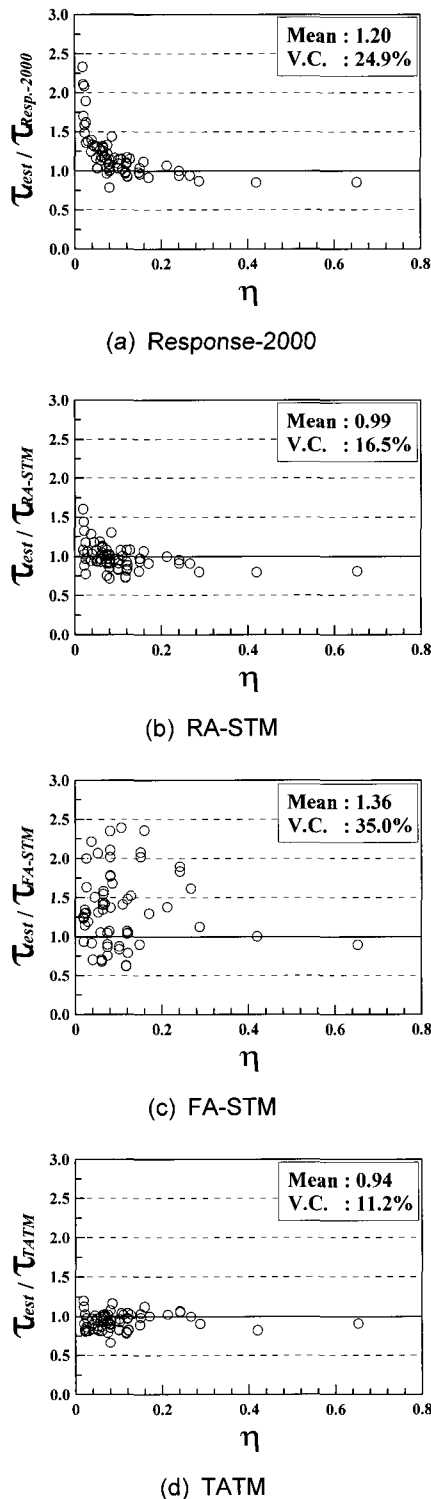 3.0
2.5
2.0
1.5
1.0
0.5
0.0
τtest / τResp.-2000
Mean : 1.20
V.C. : 24.9%
0 0.2 0.4 0.6 0.8
η
(a) Response-2000
3.0
2.5
2.0
1.5
1.0
0.5
0.0
τtest / τRA-STM
Mean : 0.99
V.C. : 16.5%
0 0.2 0.4 0.6 0.8
η
(b) RA-STM
3.0
2.5
2.0
1.5
1.0
0.5
0.0
τtest / τFA-STM
Mean : 1.36
V.C. : 35.0%
0 0.2 0.4 0.6 0.8
η
(c) FA-STM
3.0
2.5
2.0
1.5
1.0
0.5
0.0
τtest / τTATM
Mean : 0.94
V.C. : 11.2%
0 0.2 0.4 0.6 0.8
η
(d) TATM